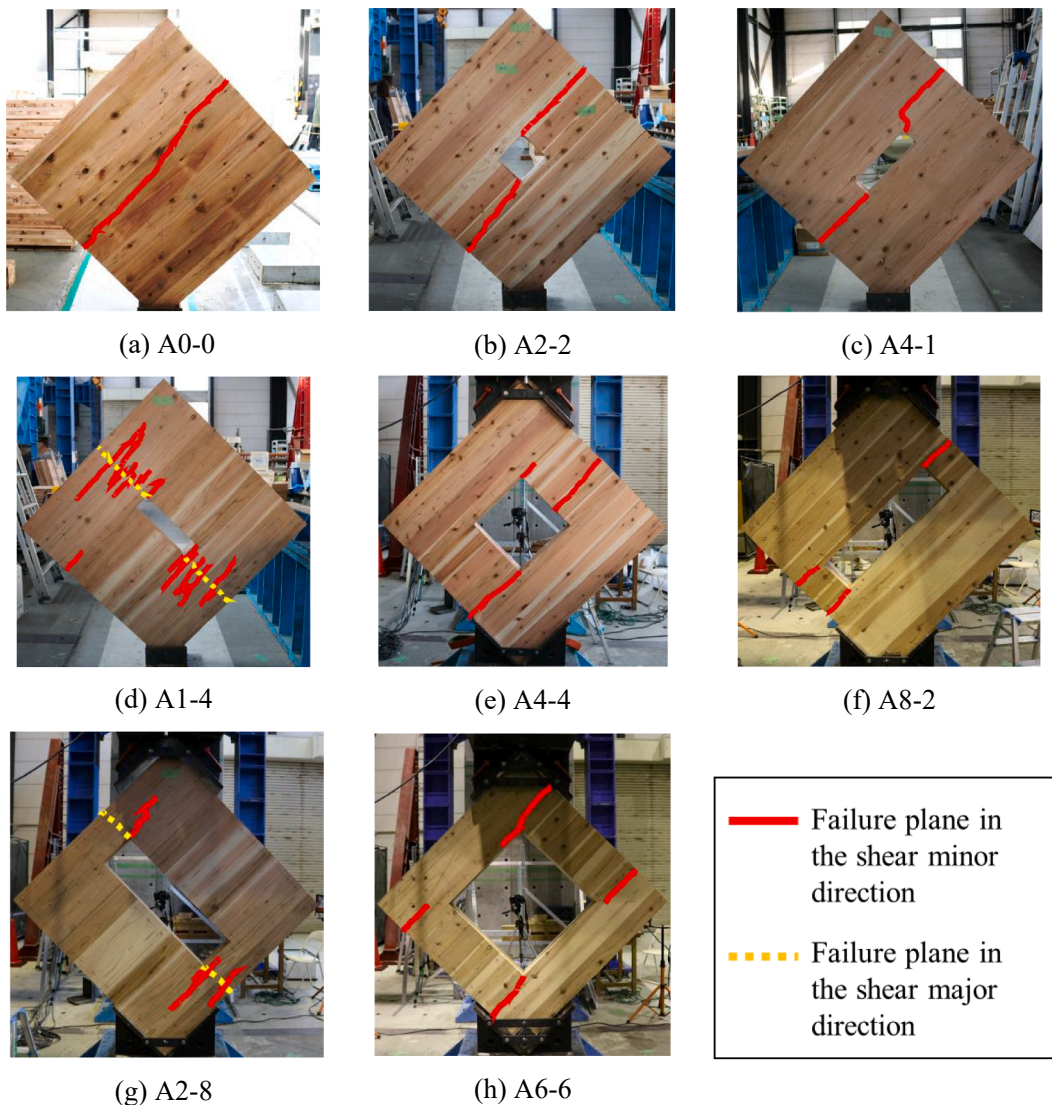 (a) A0-0
(b) A2-2
(c) A4-1
(d) A1-4
(e) A4-4
(f) A8-2
(g) A2-8
(h) A6-6
Failure plane in
the shear minor
direction
Failure plane in
the shear major
direction